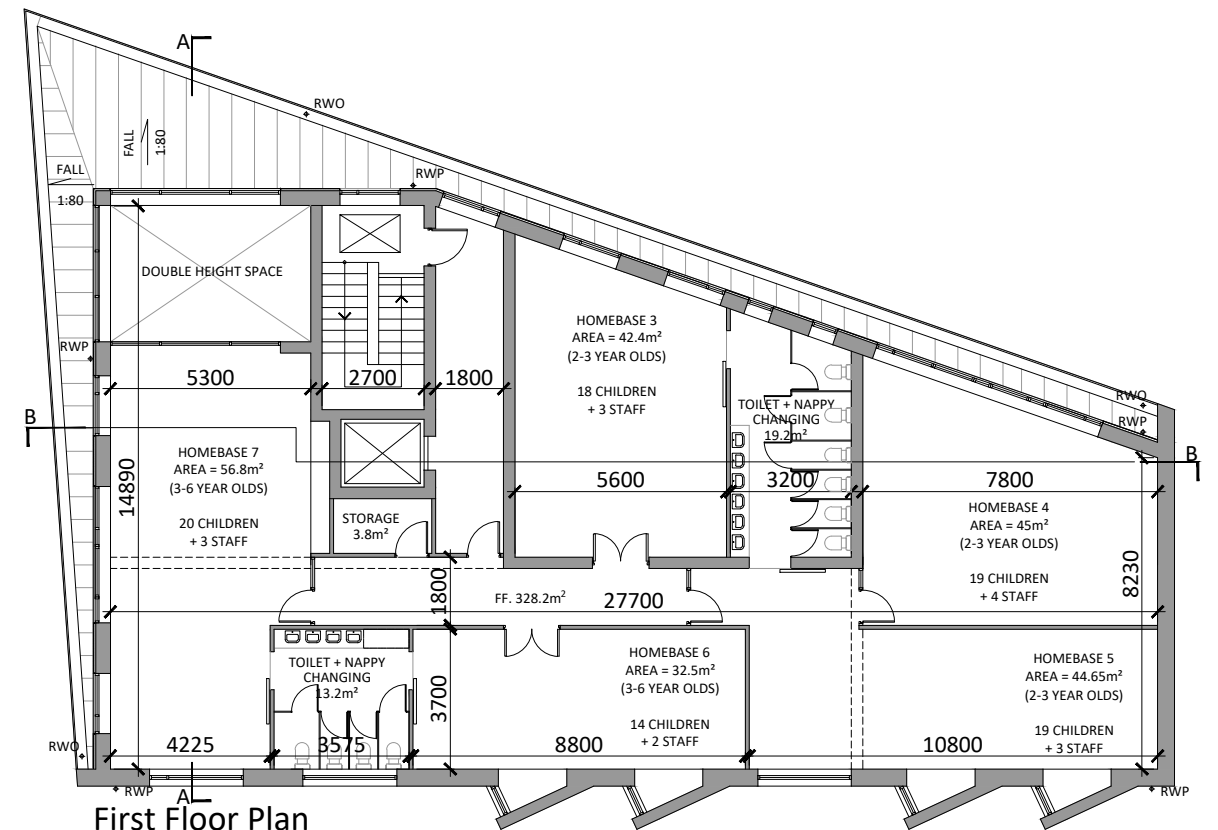 A
RWO
FALL
1:80
FALL
1:80
RWP
DOUBLE HEIGHT SPACE
RWP
HOMEBASE 3
AREA = 42.4m²
(2-3 YEAR OLDS)
18 CHILDREN
+ 3 STAFF
5300
2700
1800
RWO
RWP
B
TOILET + NAPPY
CHANGING
19.2m²
B
HOMEBASE 7
AREA = 56.8m²
(3-6 YEAR OLDS)
20 CHILDREN
+ 3 STAFF
14890
5600
3200
7800
STORAGE
3.8m²
HOMEBASE 4
AREA = 45m²
(2-3 YEAR OLDS)
19 CHILDREN
+ 4 STAFF
8230
1800
FF. 328.2m²
27700
TOILET + NAPPY
CHANGING
13.2m²
3700
HOMEBASE 6
AREA = 32.5m²
(3-6 YEAR OLDS)
14 CHILDREN
+ 2 STAFF
HOMEBASE 5
AREA = 44.65m²
(2-3 YEAR OLDS)
19 CHILDREN
+ 3 STAFF
RWO
4225
3575
8800
10800
RWP
A
RWP
First Floor Plan